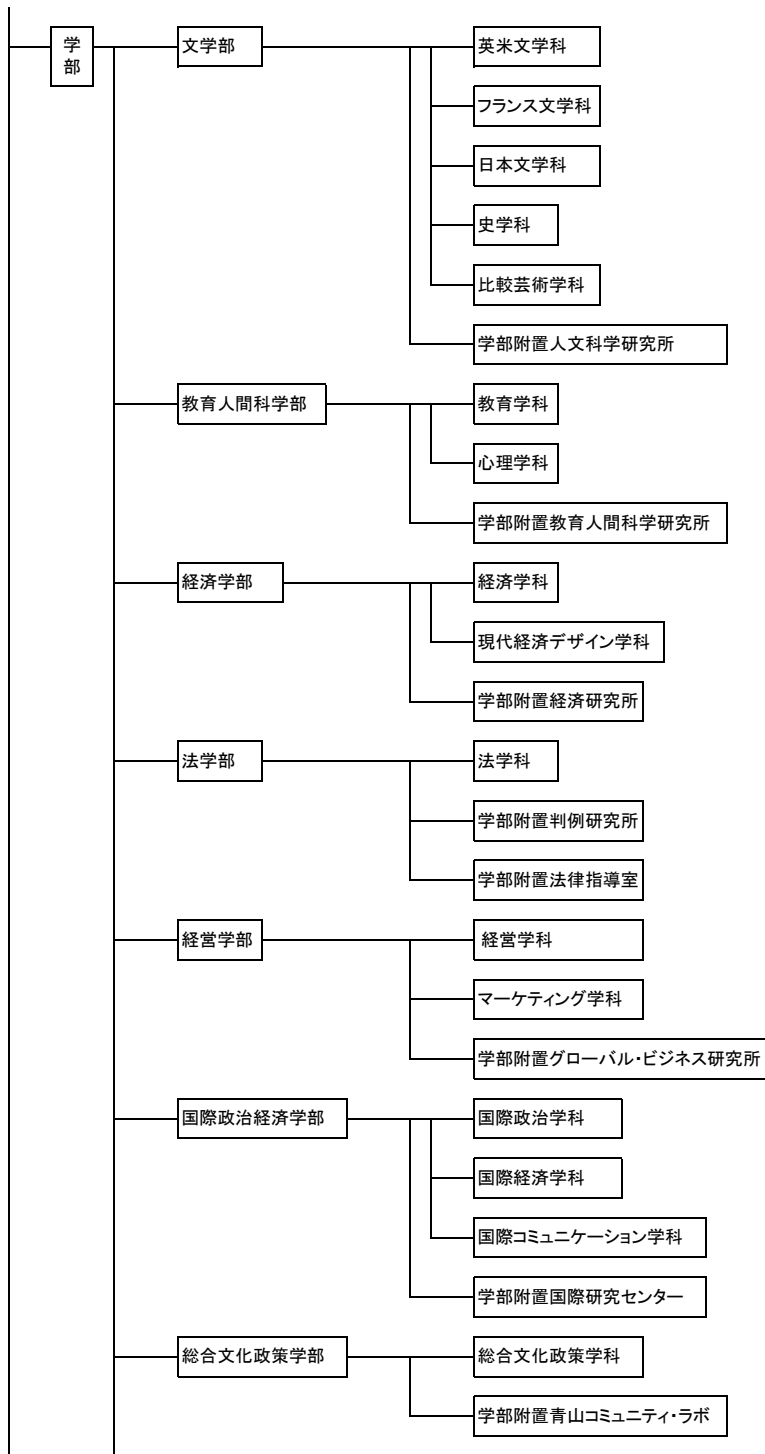 学部
文学部
英米文学科
フランス文学科
日本文学科
史学科
比較芸術学科
学部附置人文科学研究所
教育人間科学部
教育学科
心理学科
学部附置教育人間科学研究所
経済学部
経済学科
現代経済デザイン学科
学部附置経済研究所
法学部
法学科
学部附置判例研究所
学部附置法律指導室
経営学部
経営学科
マーケティング学科
学部附置グローバル・ビジネス研究所
国際政治経済学部
国際政治学科
国際経済学科
国際コミュニケーション学科
学部附置国際研究センター
総合文化政策学部
総合文化政策学科
学部附置青山コミュニティ・ラボ